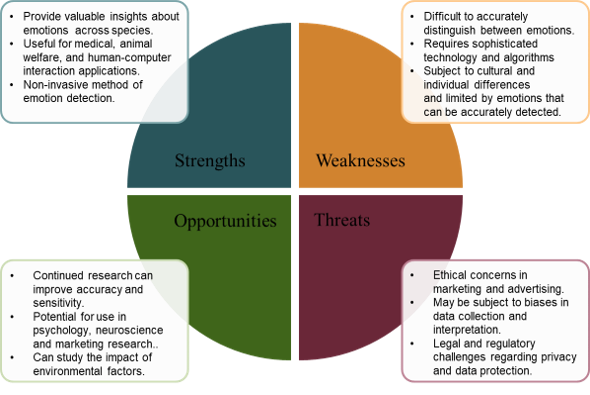 • Provide valuable insights about
emotions across species.
• Useful for medical, animal
welfare, and human-computer
interaction applications.
• Non-invasive method of
emotion detection.
• Difficult to accurately
distinguish between emotions.
• Requires sophisticated
technology and algorithms
• Subject to cultural and
individual differences
and limited by emotions that
can be accurately detected.
Strengths
Weaknesses
Opportunities
Threats
• Continued research can
improve accuracy and
sensitivity.
• Potential for use in
psychology, neuroscience
and marketing research..
• Can study the impact of
environmental factors.
• Ethical concerns in
marketing and advertising.
• May be subject to biases in
data collection and
interpretation.
• Legal and regulatory
challenges regarding privacy
and data protection.